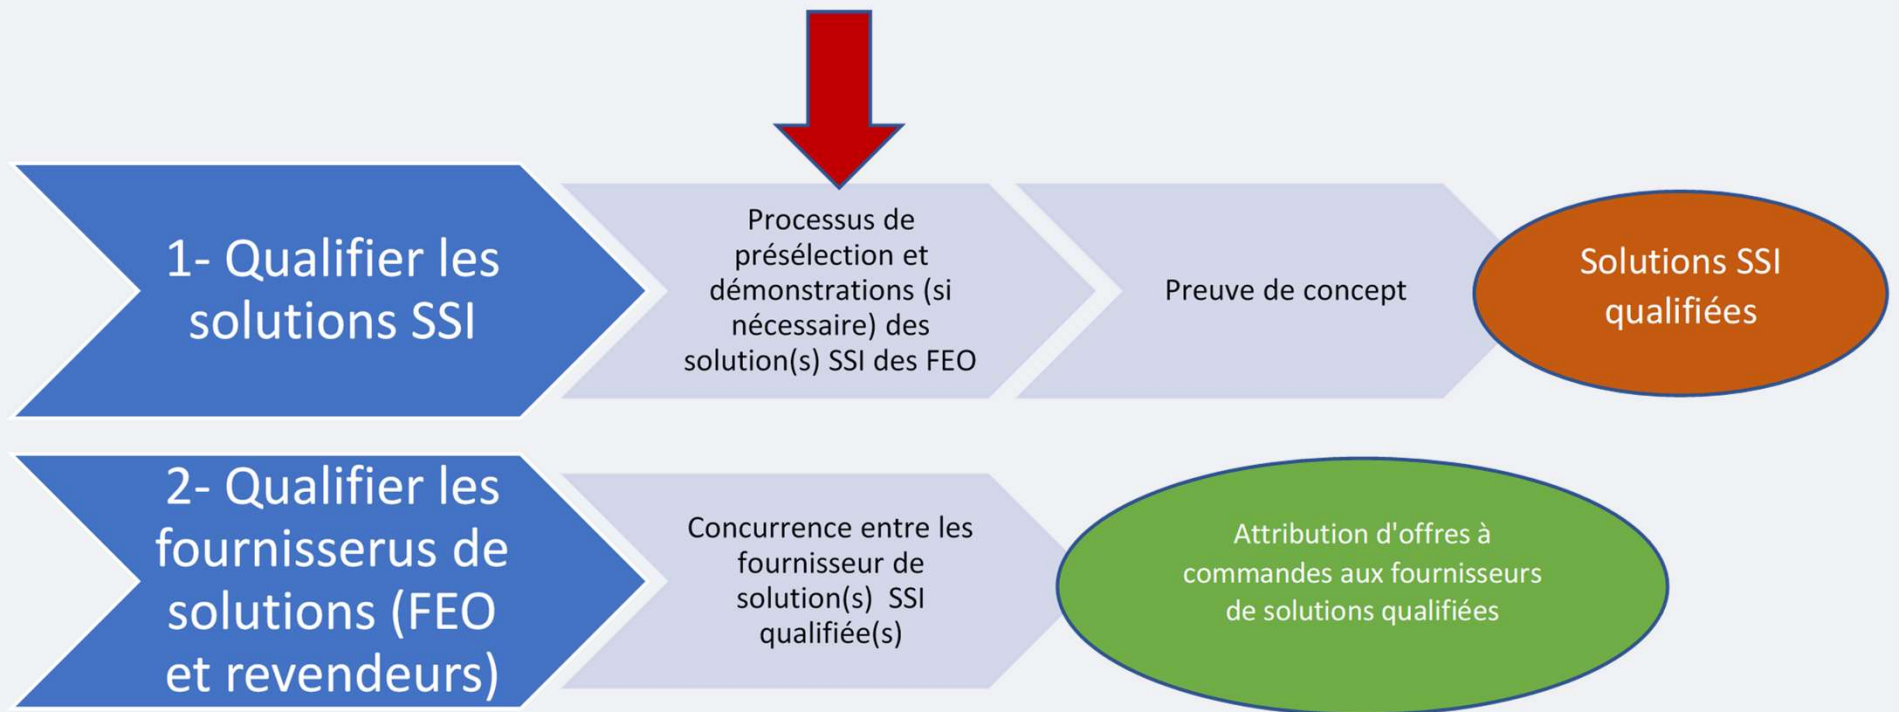 1- Qualifier les
solutions SSI
Processus de
présélection et
démonstrations (si
nécessaire) des
solution(s) SSI des FEO
Preuve de concept
Solutions SSI
qualifiées
2- Qualifier les
fournisserus de
solutions (FEO
et revendeurs)
Concurrence entre les
fournisseur de
solution(s) SSI
qualifiée(s)
Attribution d'offres à
commandes aux fournisseurs
de solutions qualifiées